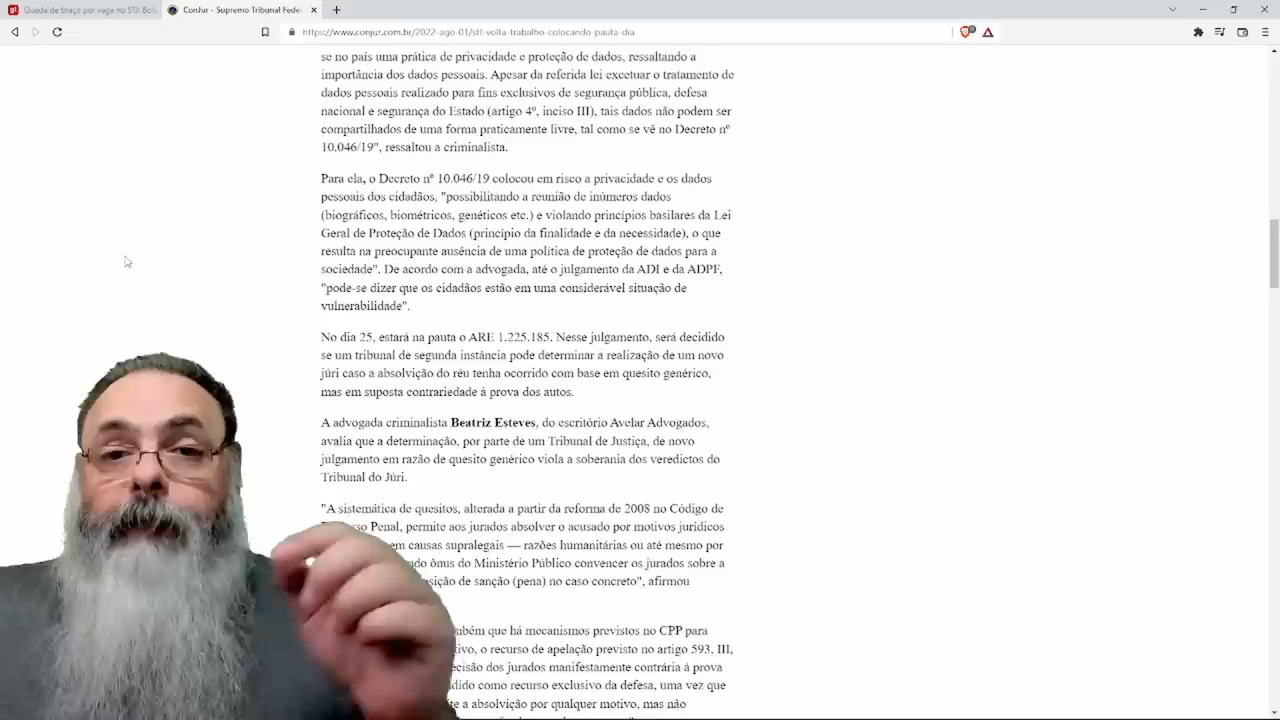 Queda de braço por vaga no STJ: Bols
ConJur - Supremo Tribunal Fede
https://www.conjur.com.br/2022-ago-01/stf-volta-trabalho-colocando-pauta-dia
se no país uma prática de privacidade e proteção de dados, ressaltando a
importância dos dados pessoais. Apesar da referida lei excetuar o tratamento de
dados pessoais realizado para fins exclusivos de segurança pública, defesa
nacional e segurança do Estado (artigo 4º, inciso III), tais dados não podem ser
compartilhados de uma forma praticamente livre, tal como se vê no Decreto nº
10.046/19", ressaltou a criminalista.
Para ela, o Decreto nº 10.046/19 colocou em risco a privacidade e os dados
pessoais dos cidadãos, "possibilitando a reunião de inúmeros dados
(biográficos, biométricos, genéticos etc.) e violando princípios basilares da Lei
Geral de Proteção de Dados (princípio da finalidade e da necessidade), o que
resulta na preocupante ausência de uma política de proteção de dados para a
sociedade". De acordo com a advogada, até o julgamento da ADI e da ADPF,
"pode-se dizer que os cidadãos estão em uma considerável situação de
vulnerabilidade".
No dia 25, estará na pauta o ARE 1.225.185. Nesse julgamento, será decidido
se um tribunal de segunda instância pode determinar a realização de um novo
júri caso a absolvição do réu tenha ocorrido com base em quesito genérico,
mas em suposta contrariedade à prova dos autos.
A advogada criminalista Beatriz Esteves, do escritório Avelar Advogados,
avalia que a determinação, por parte de um Tribunal de Justiça, de novo
julgamento em razão de quesito genérico viola a soberania dos veredictos do
Tribunal do Júri.
"A sistemática de quesitos, alterada a partir da reforma de 2008 no Código de
Penal, permite aos jurados absolver o acusado por motivos jurídicos
em causas supralegais — razões humanitárias ou até mesmo por
ônus do Ministério Público convencer os jurados sobre a
de sanção (pena) no caso concreto", afirmou
que há mecanismos previstos no CPP para
o recurso de apelação previsto no artigo 593, III,
dos jurados manifestamente contrária à prova
como recurso exclusivo da defesa, uma vez que
a absolvição por qualquer motivo, mas não